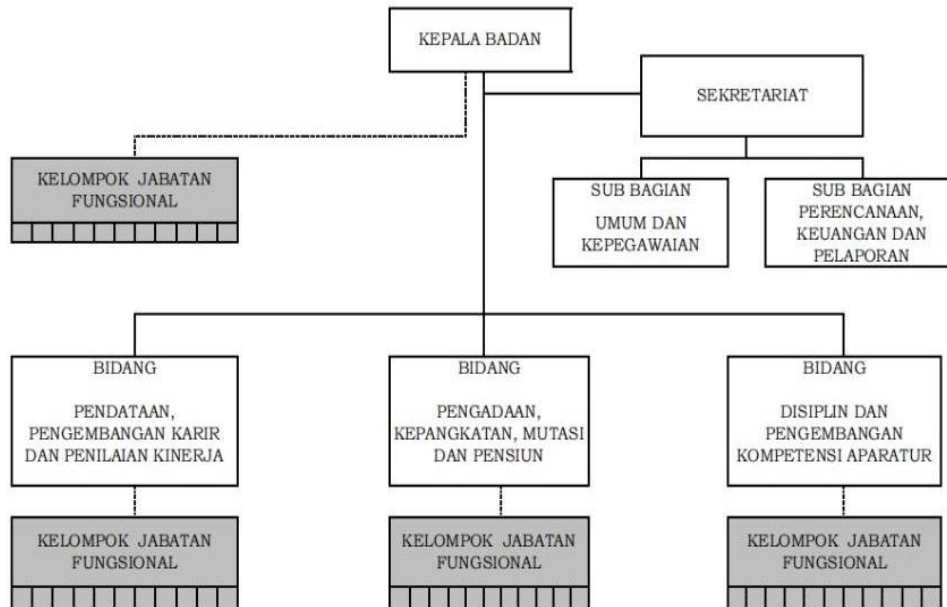 KEPALA BADAN
SEKRETARIAT
KELOMPOK JABATAN
FUNGSIONAL
SUB BAGIAN
UMUM DAN
KEPEGAWAIAN
SUB BAGIAN
PERENCANAAN,
KEUANGAN DAN
PELAPORAN
BIDANG
PENDATAAN,
PENGEMBANGAN KARIR
DAN PENILAIAN KINERJA
BIDANG
PENGADAAN,
KEPANGKATAN, MUTASI
DAN PENSIUN
BIDANG
DISIPLIN DAN
PENGEMBANGAN
KOMPETENSI APARATUR
KELOMPOK JABATAN
FUNGSIONAL
KELOMPOK JABATAN
FUNGSIONAL
KELOMPOK JABATAN
FUNGSIONAL